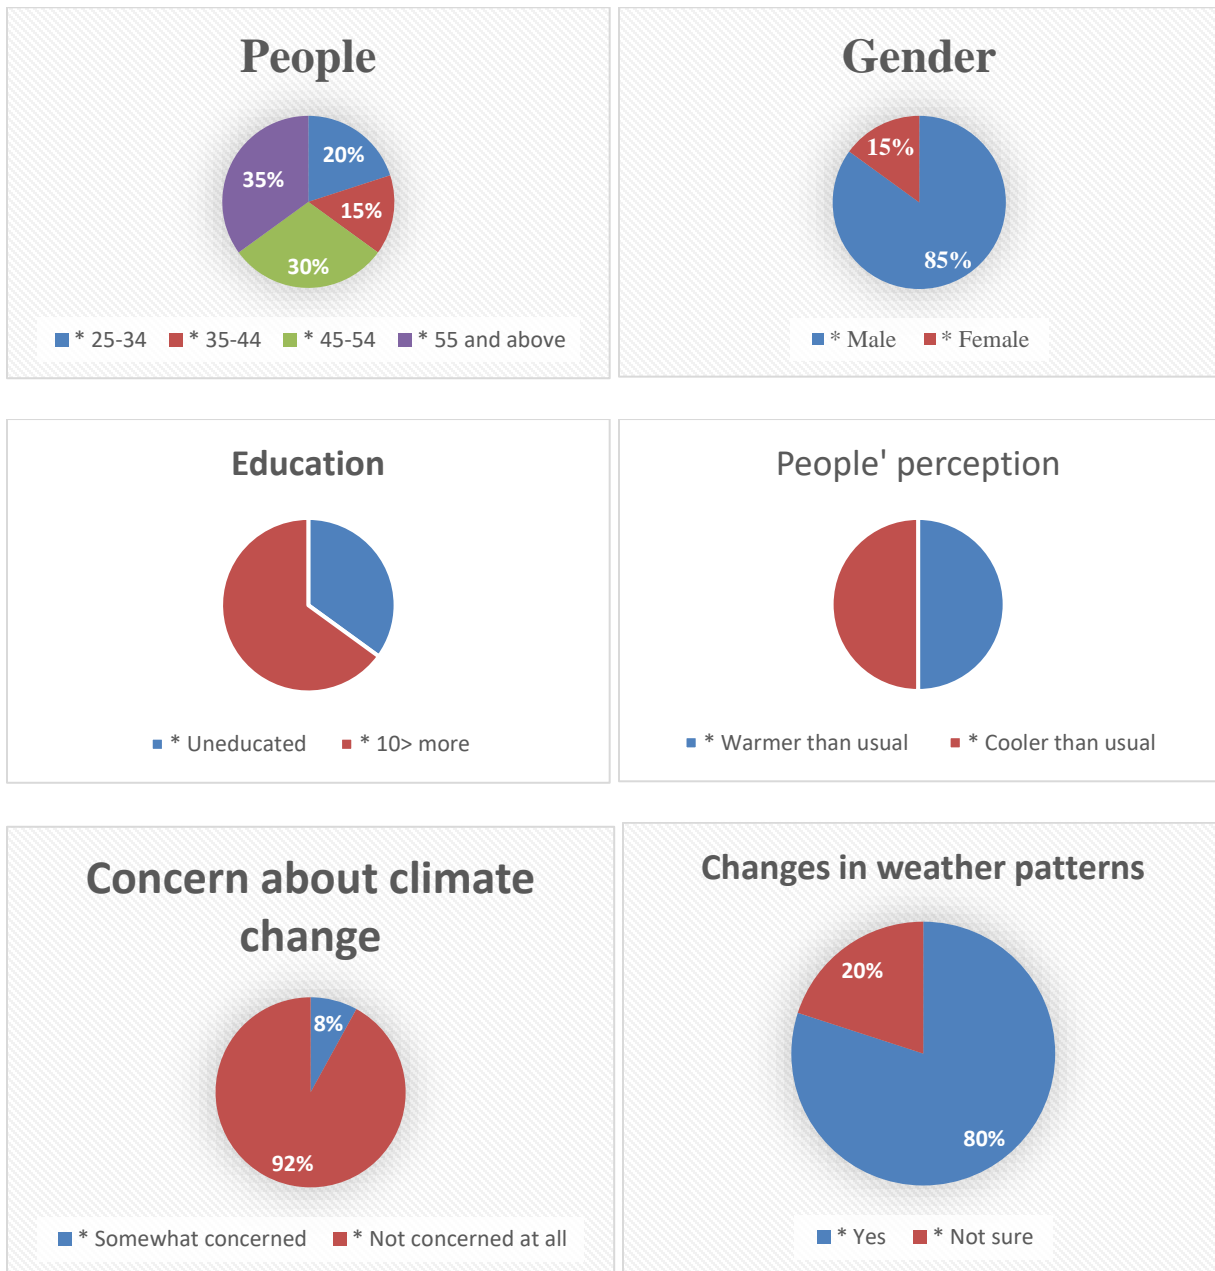 People
20%
35%
15%
30%
* 25-34 * 35-44 * 45-54 * 55 and above
Gender
15%
85%
* Male * Female
Education
* Uneducated * 10> more
People' perception
* Warmer than usual * Cooler than usual
Concern about climate
change
8%
92%
* Somewhat concerned * Not concerned at all
Changes in weather patterns
20%
80%
* Yes * Not sure